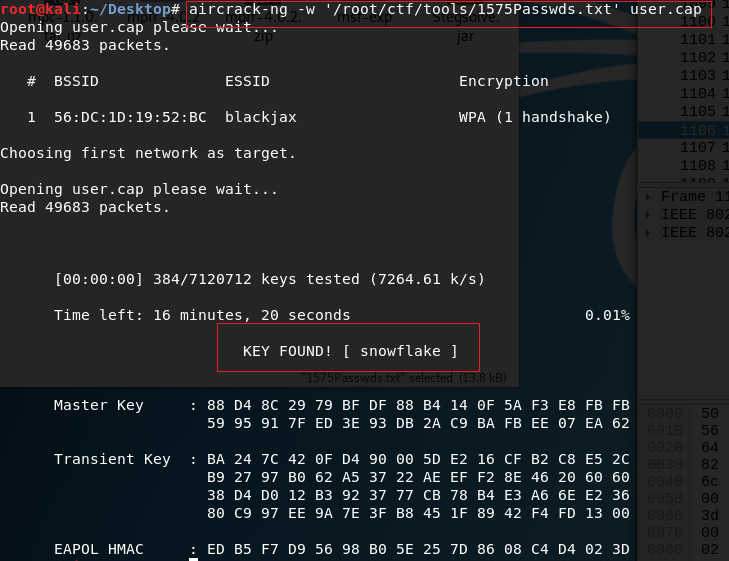 root@kali:~/Desktop# aircrack-ng -w '/root/ctf/tools/1575Passwds.txt' user.cap
Opening user.cap please wait...
Read 49683 packets.
zip
jar
# BSSID ESSID Encryption
1 56:DC:1D:19:52:BC blackjax WPA (1 handshake)
Choosing first network as target.
Opening user.cap please wait...
Read 49683 packets.
[00:00:00] 384/7120712 keys tested (7264.61 k/s)
Time left: 16 minutes, 20 seconds 0.01%
KEY FOUND! [ snowflake ]
"1575Passwds.txt" selected (13.8 kB)
Master Key : 88 D4 8C 29 79 BF DF 88 B4 14 0F 5A F3 E8 FB FB
59 95 91 7F ED 3E 93 DB 2A C9 BA FB EE 07 EA 62
Transient Key : BA 24 7C 42 0F D4 90 00 5D E2 16 CF B2 C8 E5 2C
B9 27 97 B0 62 A5 37 22 AE EF F2 8E 46 20 60 60
38 D4 D0 12 B3 92 37 77 CB 78 B4 E3 A6 6E E2 36
80 C9 97 EE 9A 7E 3F B8 45 1F 89 42 F4 FD 13 00
EAPOL HMAC : ED B5 F7 D9 56 98 B0 5E 25 7D 86 08 C4 D4 02 3D
1100
1101
1102
1103
1104
1105
1106
1107
1108
Frame 11
IEEE 802
IEEE 802
0000 50
0010 56
0020 64
0030 82
0040 6c
0050 00
0060 3d
0070 00
0080 02